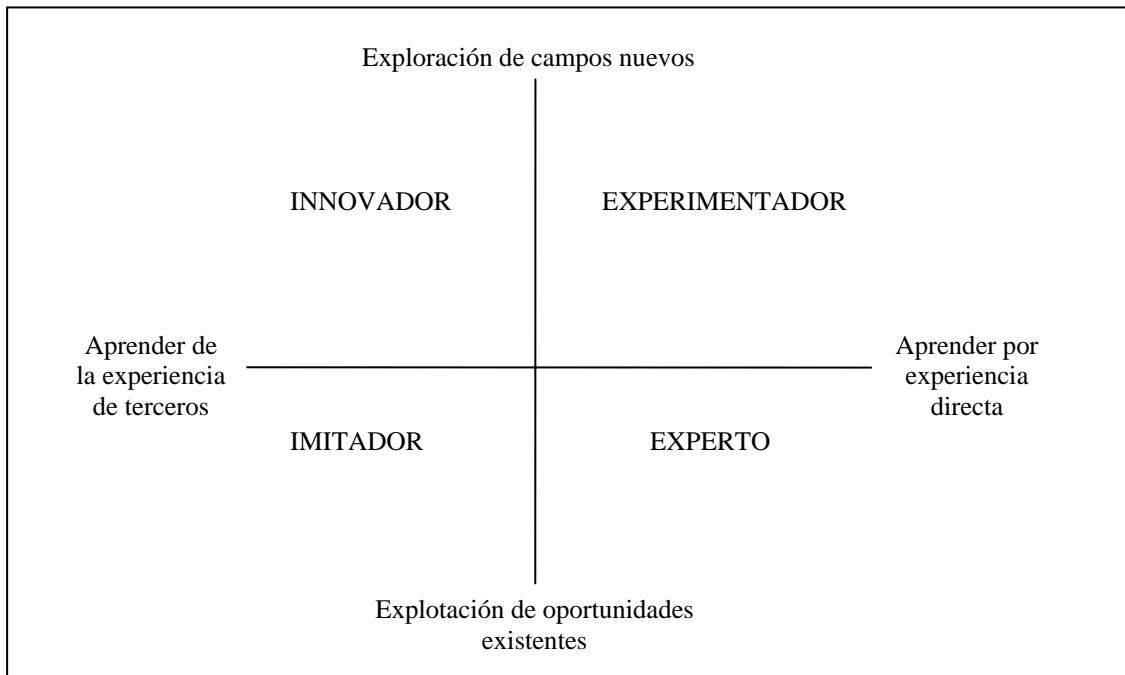 Exploración de campos nuevos
INNOVADOR
EXPERIMENTADOR
Aprender de
la experiencia
de terceros
Aprender por
experiencia
directa
IMITADOR
EXPERTO
Explotación de oportunidades
existentes